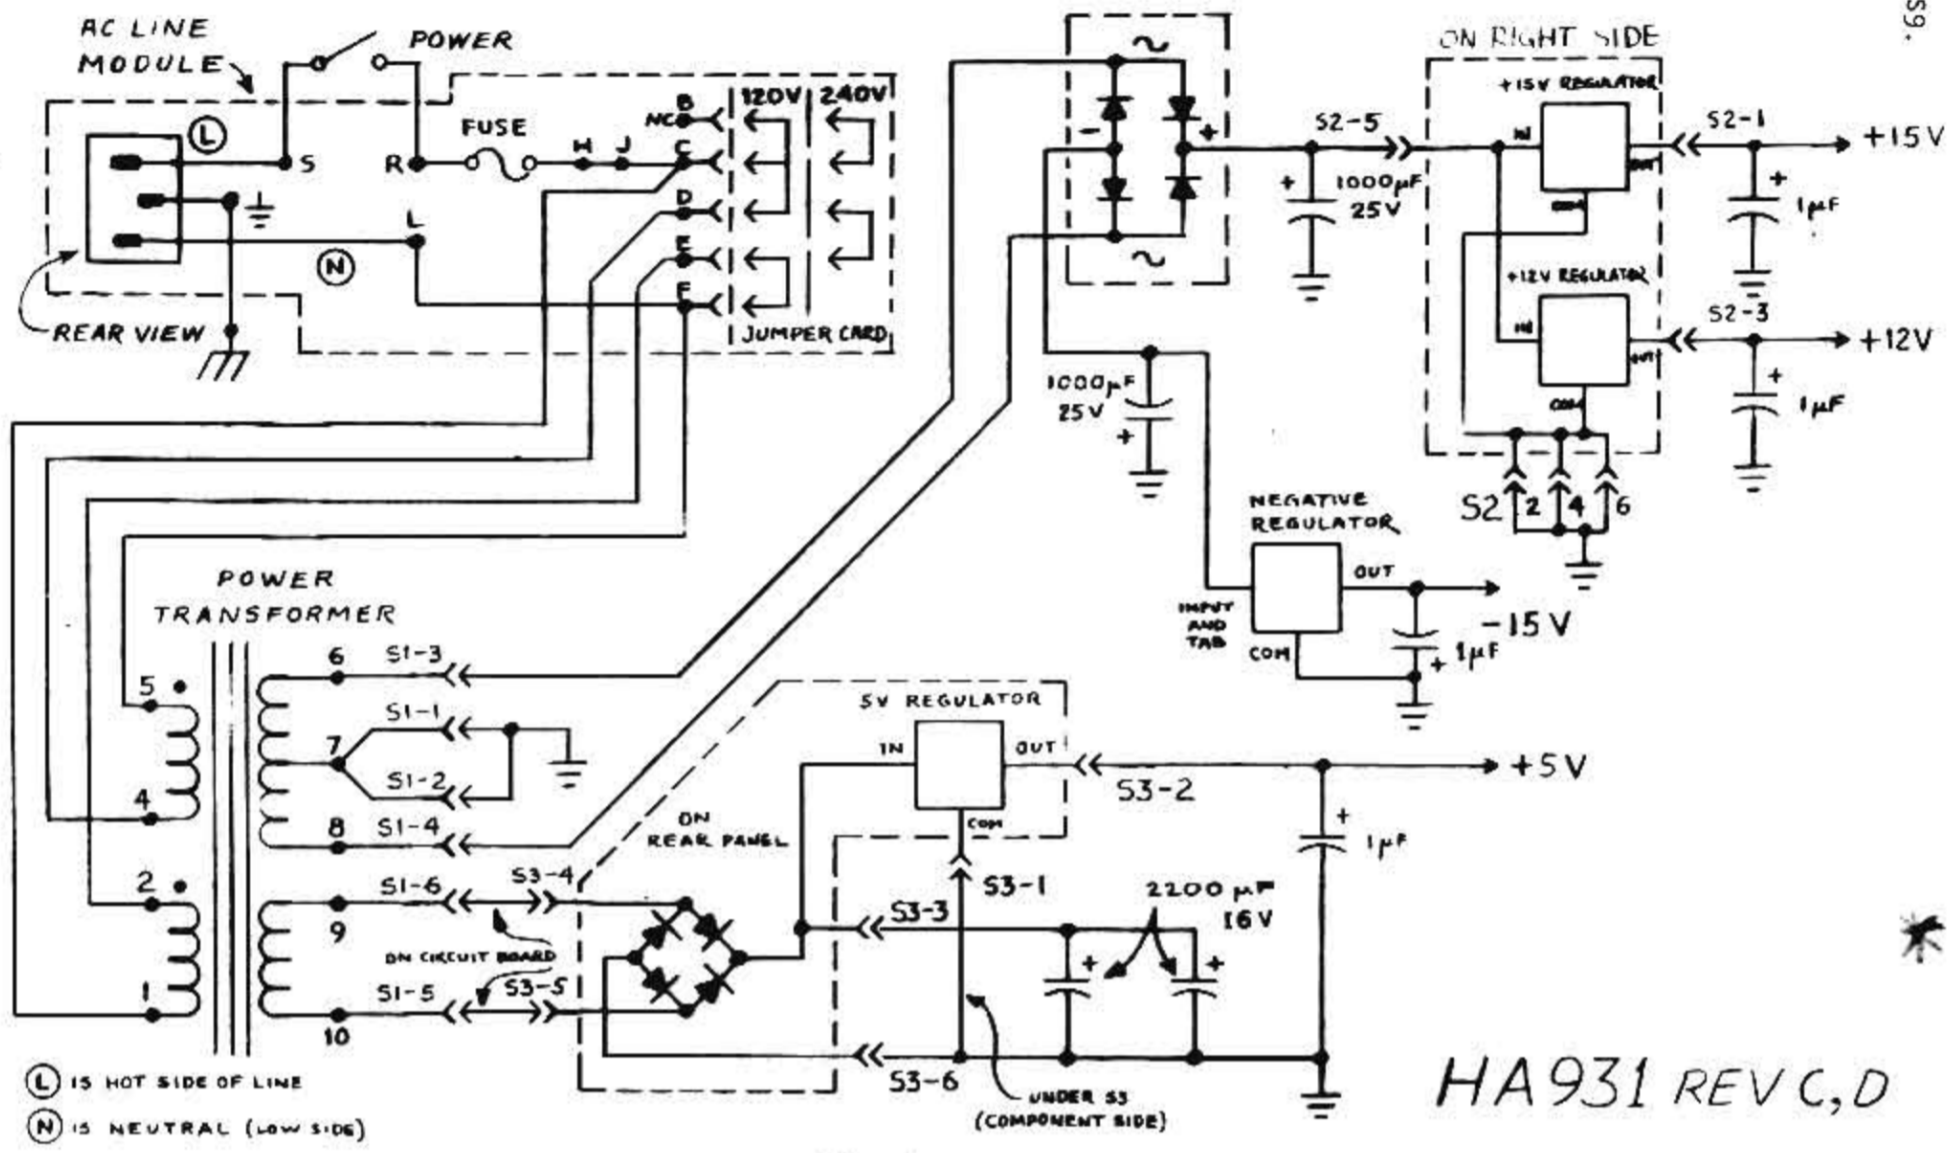 AC LINE
MODULE
POWER
L
S
R
FUSE
H
J
B
NC
C
D
E
F
120V
240V
JUMPER CARD
L
N
REAR VIEW
POWER
TRANSFORMER
5
4
2
1
6
7
8
9
10
S1-3
S1-1
S1-2
S1-4
S1-6
S1-5
S3-4
S3-5
ON CIRCUIT BOARD
ON
REAR PANEL
~
-
+
~
1000µF
25V
+
S2-5
+
1000µF
25V
S9.
ON RIGHT SIDE
+15V REGULATOR
IN
OUT
COM
S2-1
+15V
+
1µF
+12V REGULATOR
IN
OUT
COM
S2-3
+12V
+
1µF
S2
2
4
6
NEGATIVE
REGULATOR
INPUT
AND
TAB
OUT
COM
-15V
+
1µF
5V REGULATOR
IN
OUT
COM
S3-2
+5V
S3-1
S3-3
S3-6
2200 µF
16V
+
+
+
1µF
UNDER S3
(COMPONENT SIDE)
L IS HOT SIDE OF LINE
N IS NEUTRAL (LOW SIDE)
HA931 REV C, D